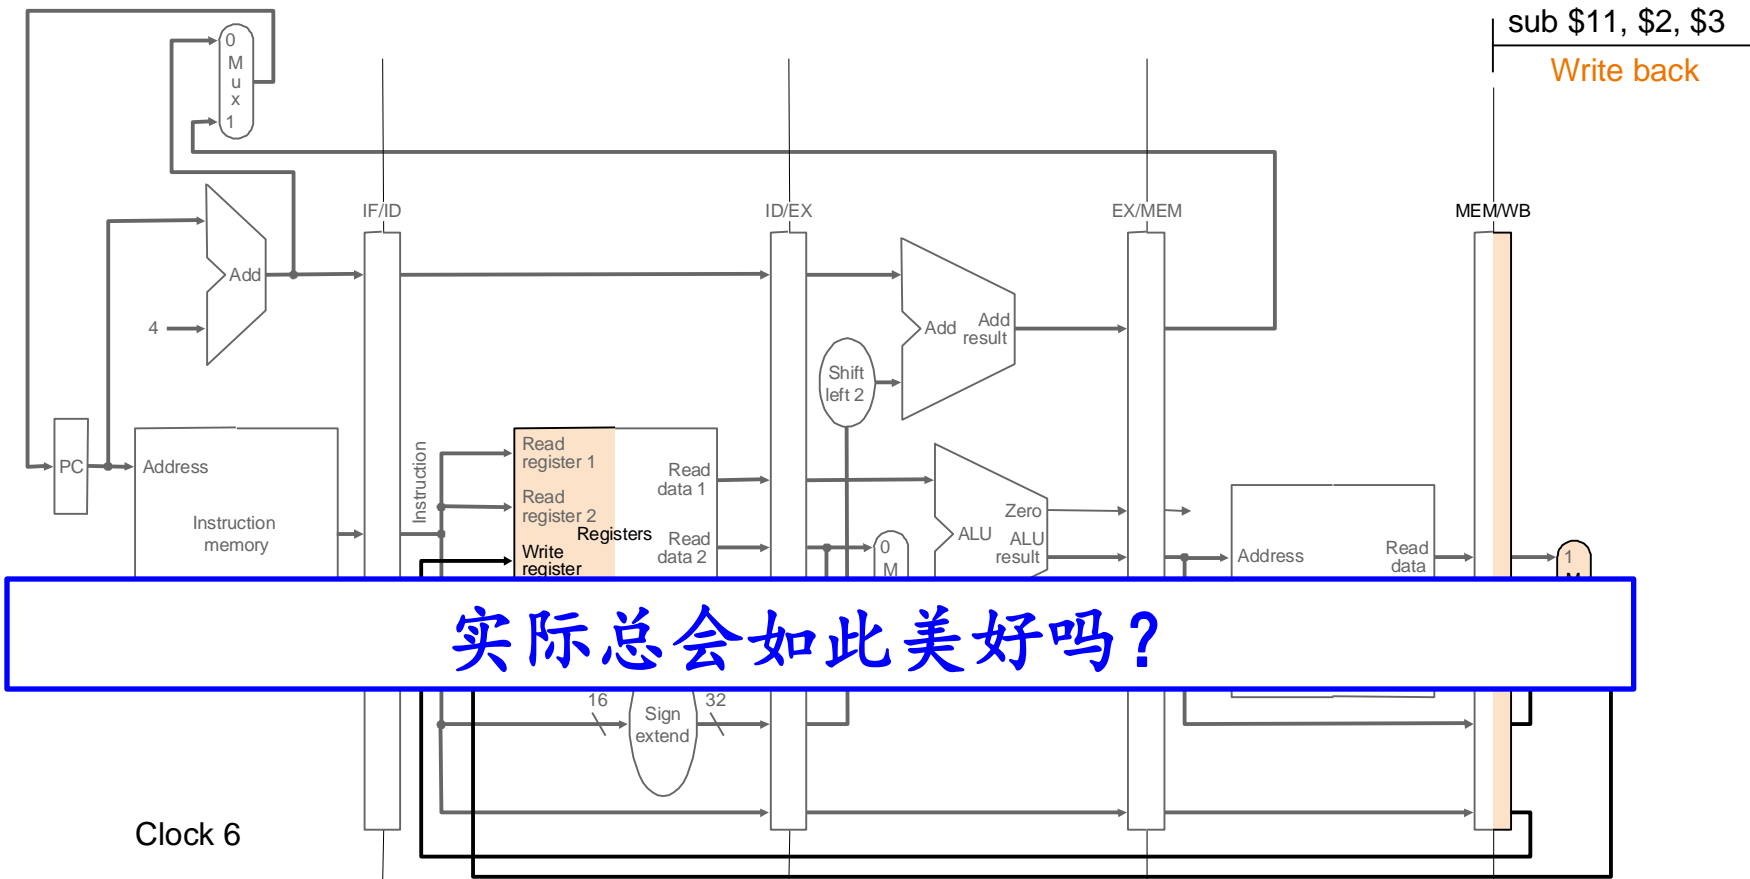 sub $11, $2, $3
Write back
0
M
u
x
1
IF/ID
ID/EX
EX/MEM
MEM/WB
Add
4
Add
Add
result
Shift
left 2
PC
Address
Instruction
memory
Instruction
Read
register 1
Read
register 2
Write
register
Registers
Read
data 1
Read
data 2
0
M
ALU
Zero
ALU
result
Address
Read
data
1
M
实际总会如此美好吗？
16
Sign
extend
32
Clock 6